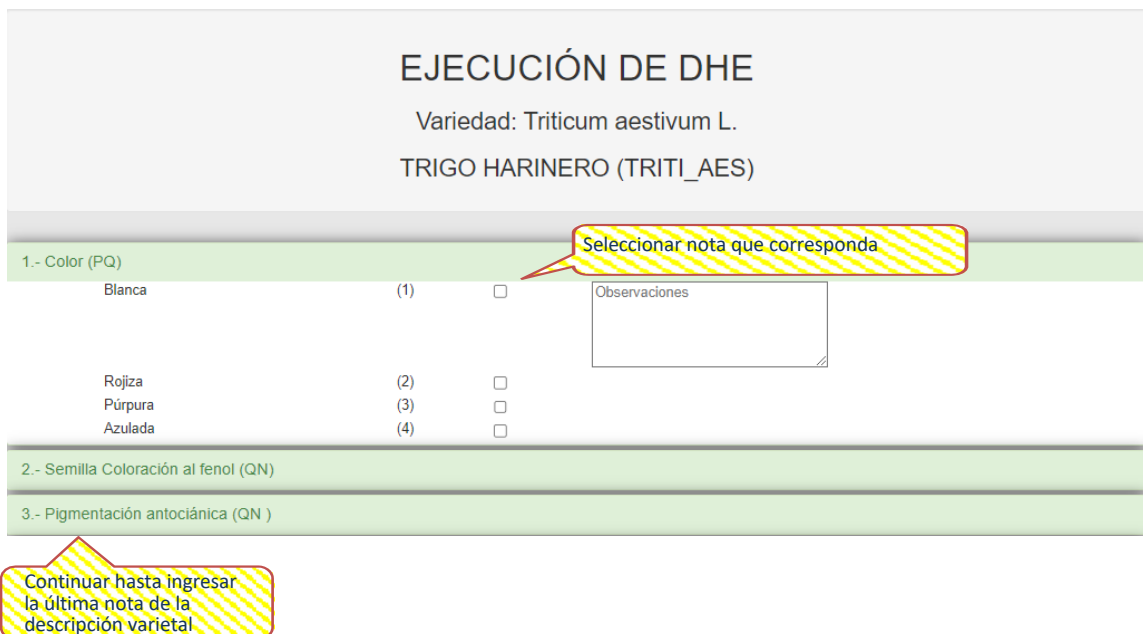 EJECUCIÓN DE DHE
Variedad: Triticum aestivum L.
TRIGO HARINERO (TRITI_AES)
Seleccionar nota que corresponda
1.- Color (PQ)
Blanca (1) Observaciones
Rojiza (2)
Púrpura (3)
Azulada (4)
2.- Semilla Coloración al fenol (QN)
3.- Pigmentación antociánica (QN )
Continuar hasta ingresar
la última nota de la
descripción varietal